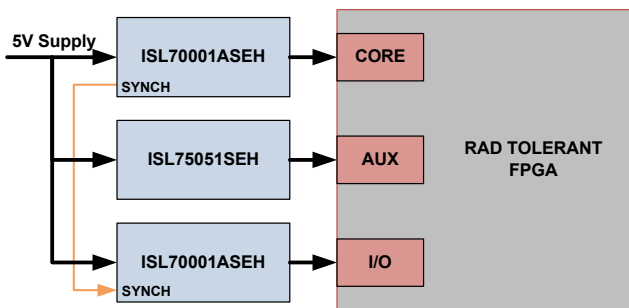 5V Supply
ISL70001ASEH
SYNCH
CORE
ISL75051SEH
AUX
RAD TOLERANT
FPGA
ISL70001ASEH
SYNCH
I/O